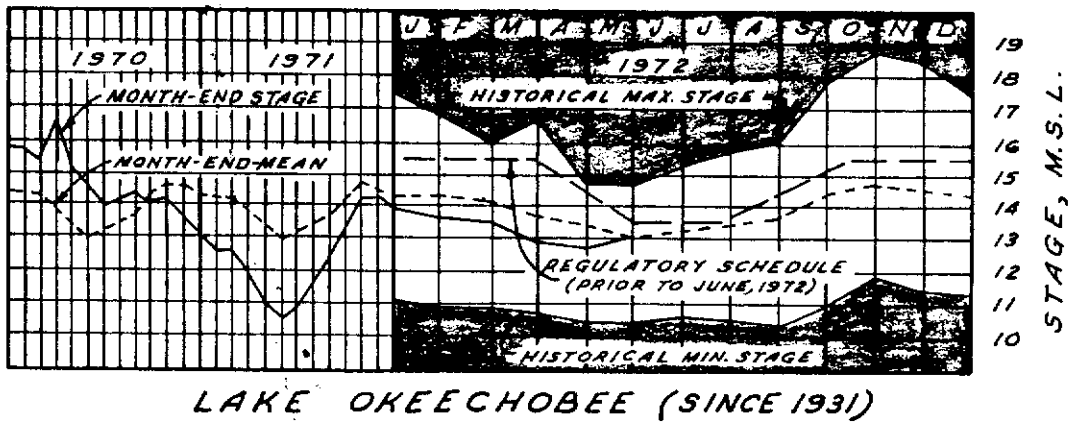 J F M A M J J A S O N D
1970 1971 1972
MONTH-END STAGE
HISTORICAL MAX. STAGE
MONTH-END-MEAN
REGULATORY SCHEDULE
(PRIOR TO JUNE, 1972)
HISTORICAL MIN. STAGE
19
18
17
16
15
14
13
12
11
10
STAGE, M.S.L.
LAKE OKEECHOBEE (SINCE 1931)